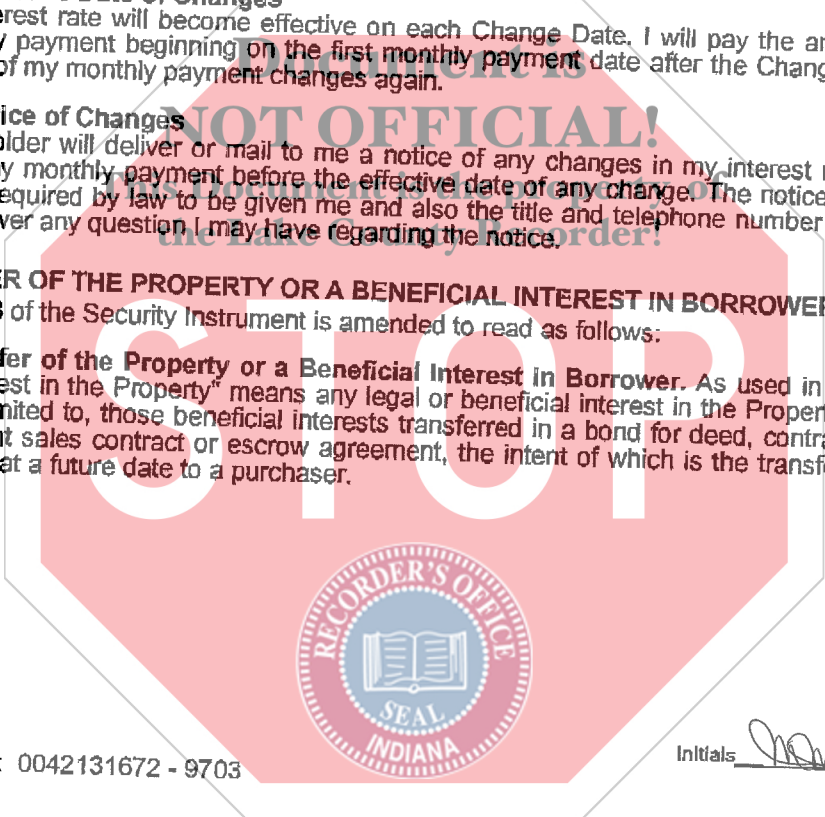 erest rate will become effective on each Change Date. I will pay the
payment beginning on the first monthly payment date after the Chang
of my monthly payment changes again.
Document is
NOT OFFICIAL!
This Document is the property of
the Lake County Recorder!
ice of Changes
older will deliver or mail to me a notice of any changes in my interest
y monthly payment before the effective date of any change. The notice
equired by law to be given me and also the title and telephone number
ver any question I may have regarding the notice.
R OF THE PROPERTY OR A BENEFICIAL INTEREST IN BORROWER
of the Security Instrument is amended to read as follows:
fer of the Property or a Beneficial Interest in Borrower. As used in
est in the Property" means any legal or beneficial interest in the Propert
nited to, those beneficial interests transferred in a bond for deed, contra
t sales contract or escrow agreement, the intent of which is the transfe
at a future date to a purchaser.
STOP
RECORDER'S OFFICE
SEAL
INDIANA
: 0042131672 - 9703
Initials